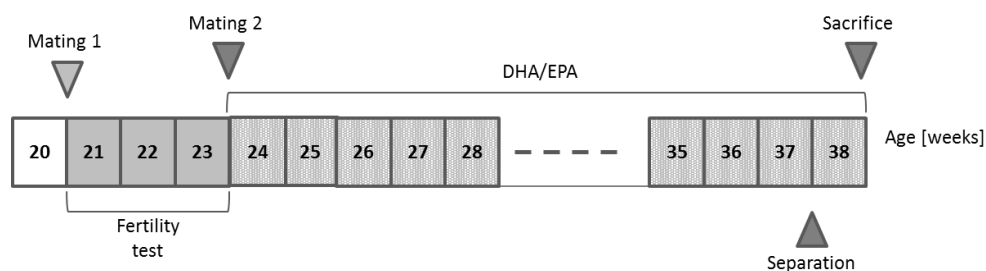 Mating 1
Mating 2
Sacrifice
DHA/EPA
20 21 22 23 24 25 26 27 28 35 36 37 38
Age [weeks]
Fertility
test
Separation